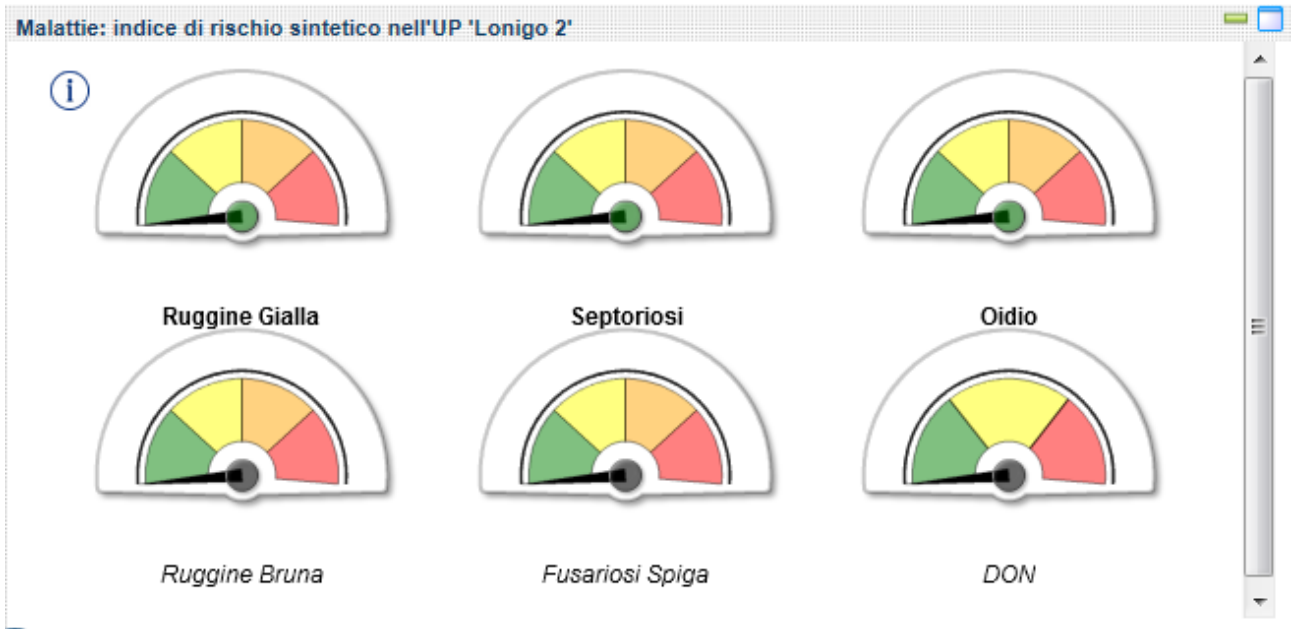 Malattie: indice di rischio sintetico nell'UP 'Lonigo 2'
i
Ruggine Gialla Septoriosi Oidio
Ruggine Bruna Fusariosi Spiga DON